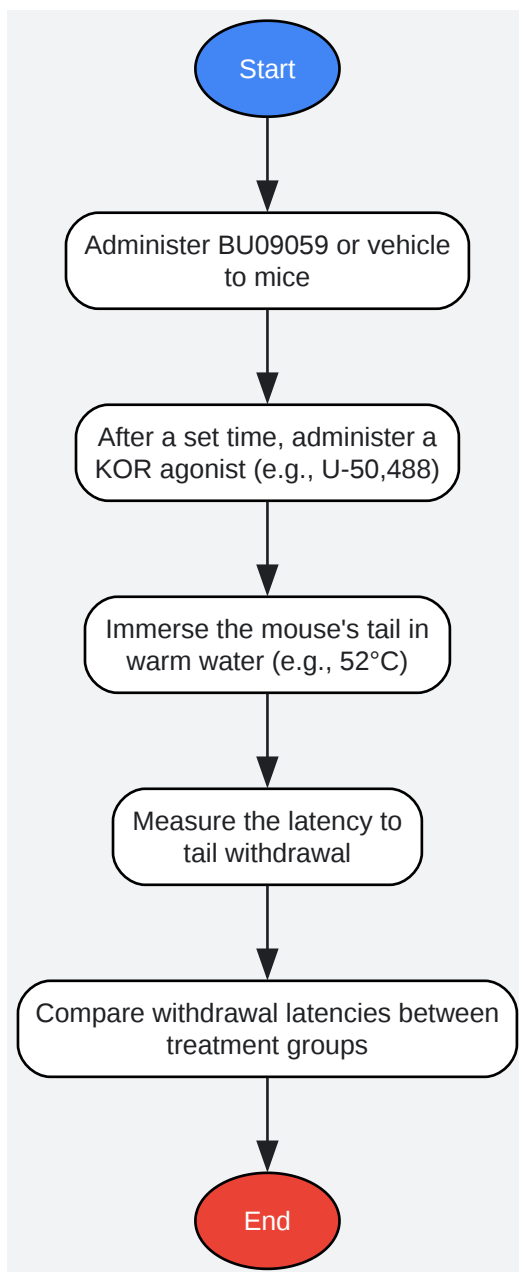 Start
Administer BU09059 or vehicle
to mice
After a set time, administer a
KOR agonist (e.g., U-50,488)
Immerse the mouse's tail in
warm water (e.g., 52°C)
Measure the latency to
tail withdrawal
Compare withdrawal latencies between
treatment groups
End